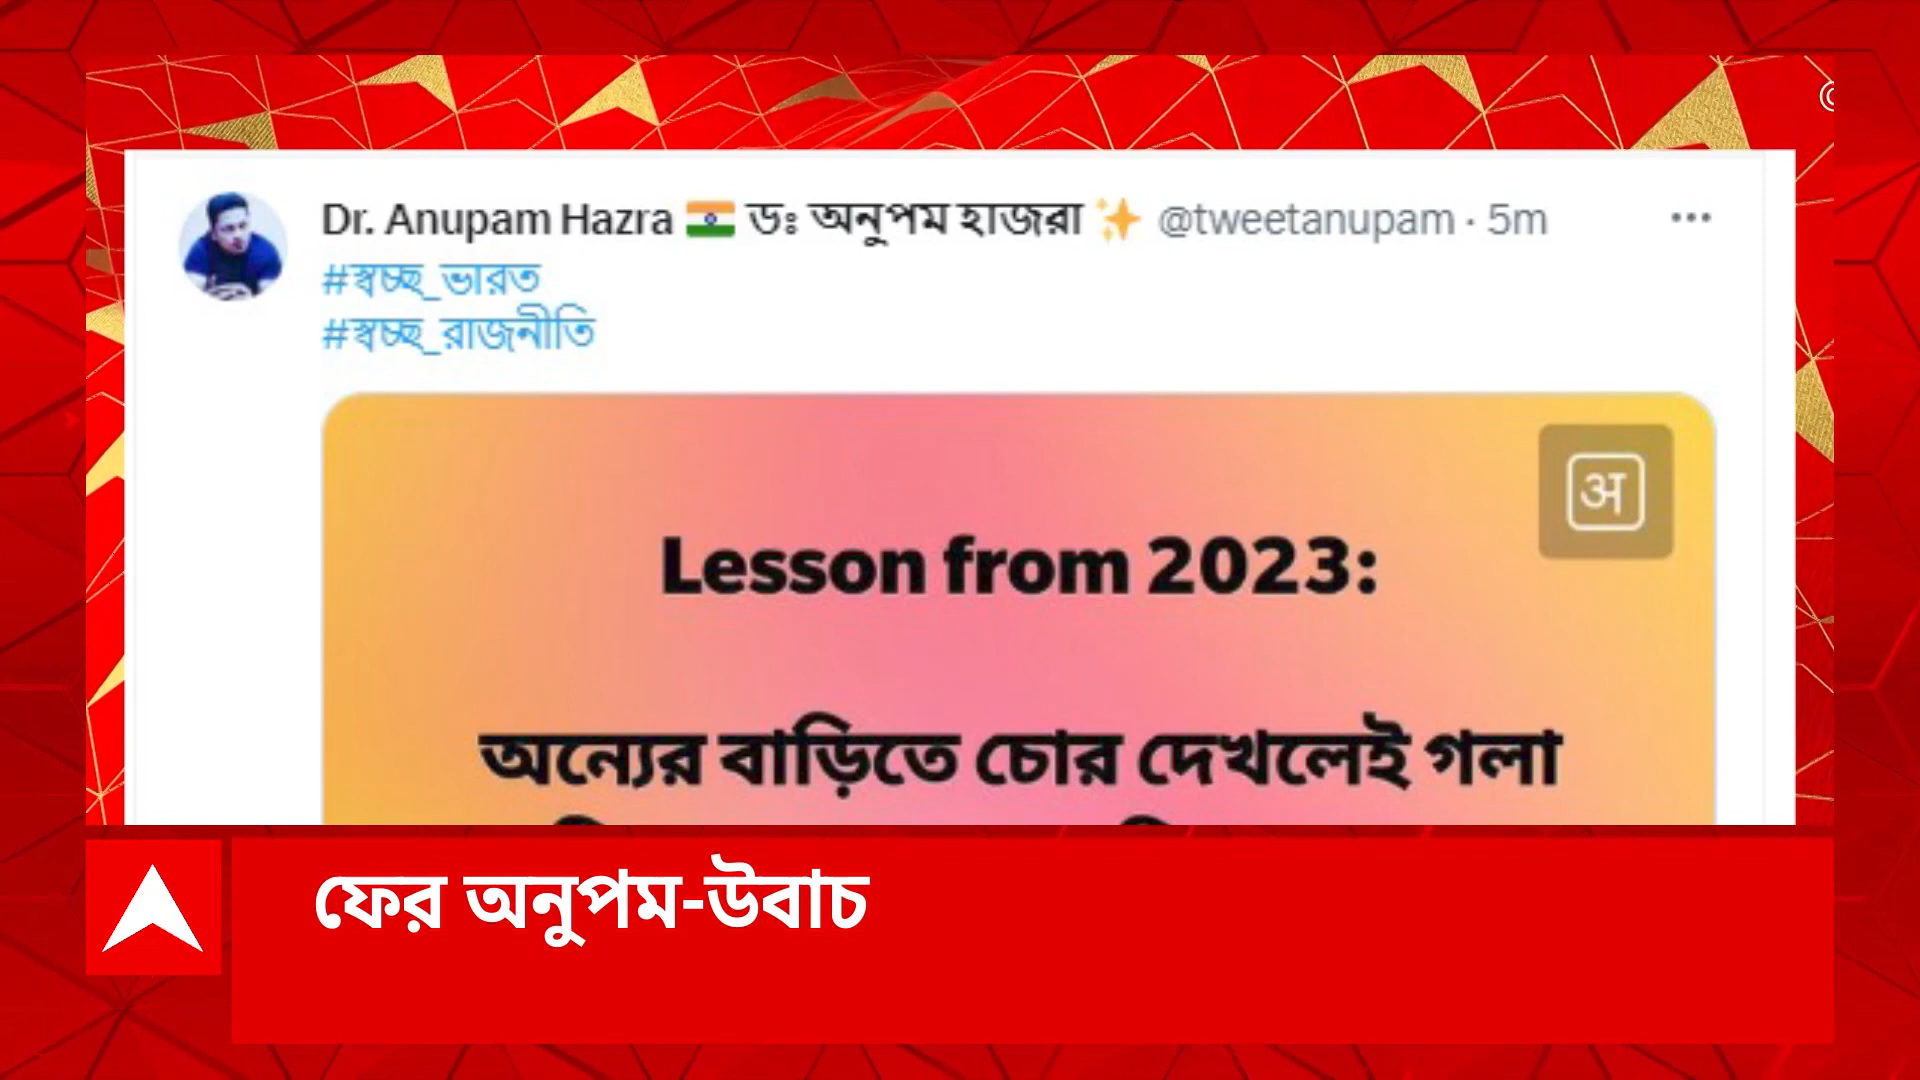 Dr. Anupam Hazra 🇮🇳 ডঃ অনুপম হাজরা ✨ @tweetanupam · 5m
#স্বচ্ছ_ভারত
#স্বচ্ছ_রাজনীতি
अ
Lesson from 2023:
অন্যের বাড়িতে চোর দেখলেই গলা
ফের অনুপম-উবাচ